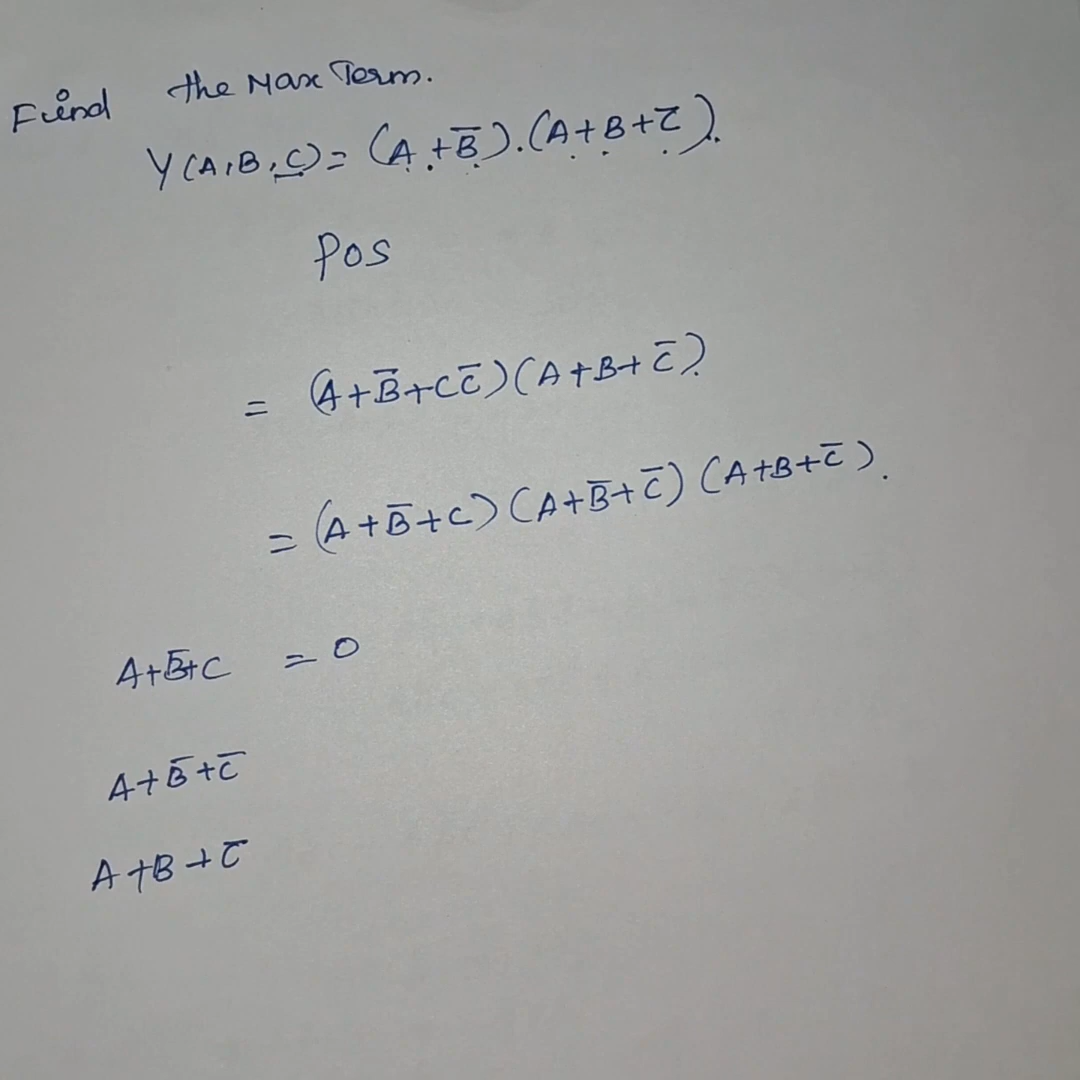 Find the Max Term.
Y(A,B,C) = (A+B̅).(A+B+C̅).
POS
= (A+B̅+CC̅)(A+B+C̅)
= (A+B̅+C)(A+B̅+C̅)(A+B+C̅).
A+B̅+C = 0
A+B̅+C̅
A+B+C̅